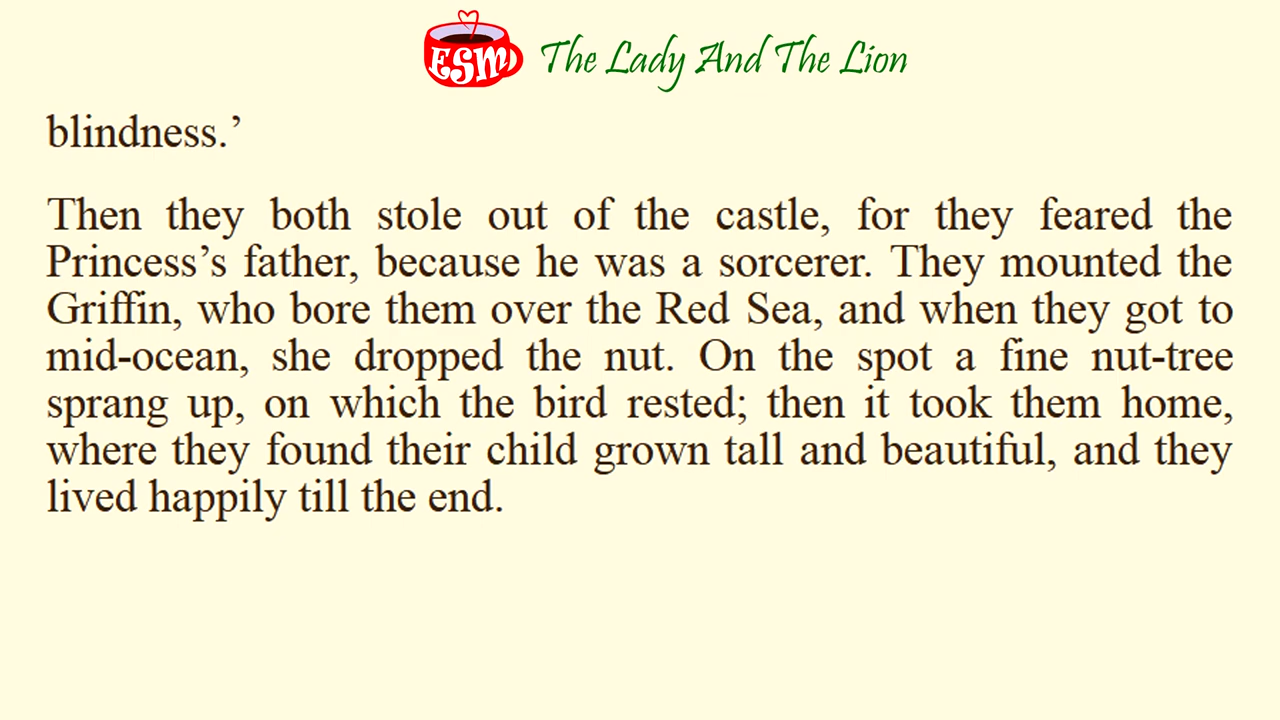 ESM The Lady And The Lion
blindness.’
Then they both stole out of the castle, for they feared the
Princess’s father, because he was a sorcerer. They mounted the
Griffin, who bore them over the Red Sea, and when they got to
mid-ocean, she dropped the nut. On the spot a fine nut-tree
sprang up, on which the bird rested; then it took them home,
where they found their child grown tall and beautiful, and they
lived happily till the end.